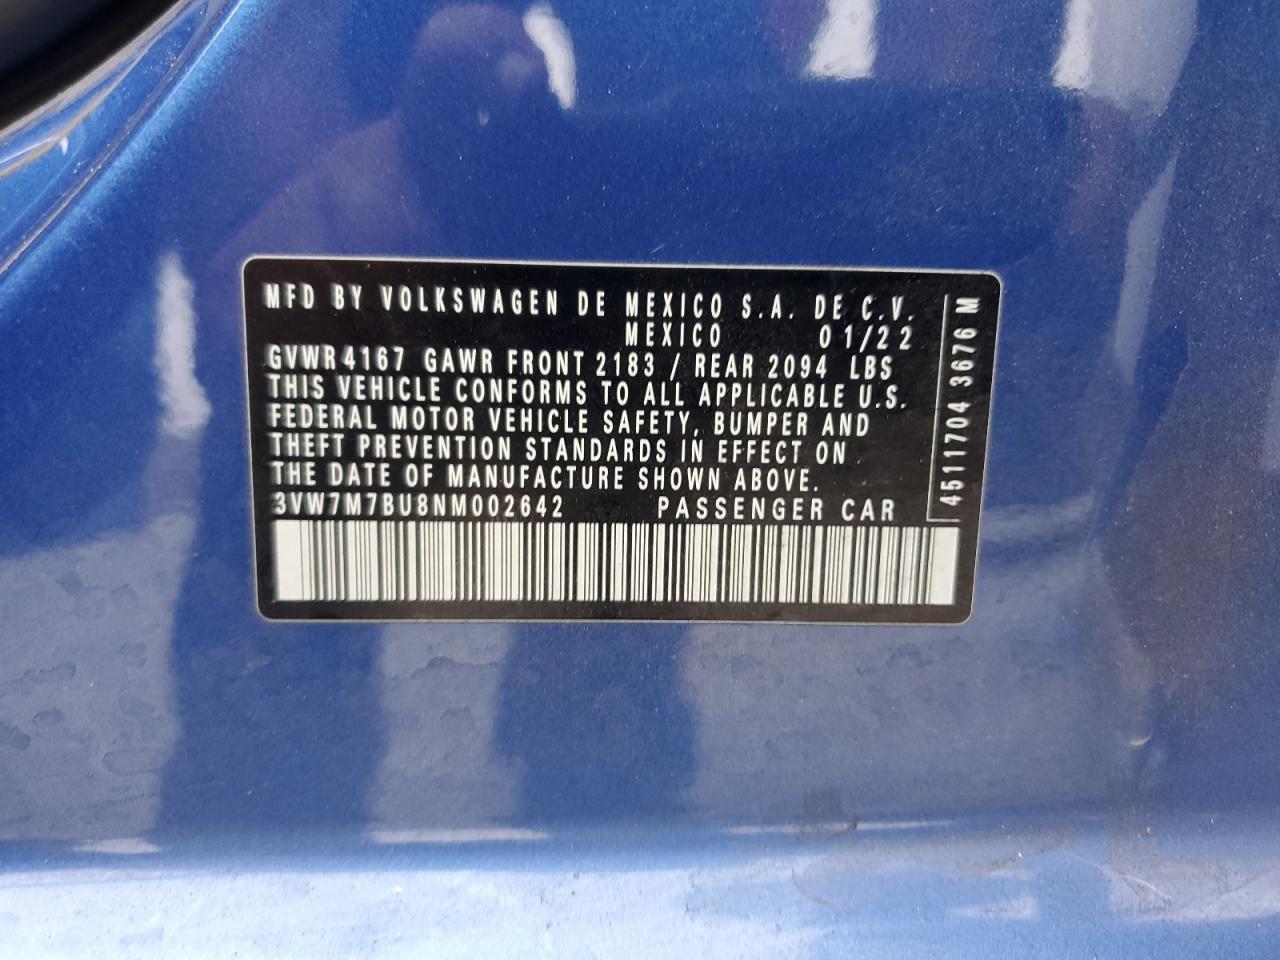 MFD BY VOLKSWAGEN DE MEXICO S.A. DE C.V.
MEXICO 01/22
GVWR 4167 GAWR FRONT 2183 / REAR 2094 LBS
THIS VEHICLE CONFORMS TO ALL APPLICABLE U.S.
FEDERAL MOTOR VEHICLE SAFETY, BUMPER AND
THEFT PREVENTION STANDARDS IN EFFECT ON
THE DATE OF MANUFACTURE SHOWN ABOVE.
3VW7M7BU8NM002642 PASSENGER CAR
4511704 3676 M